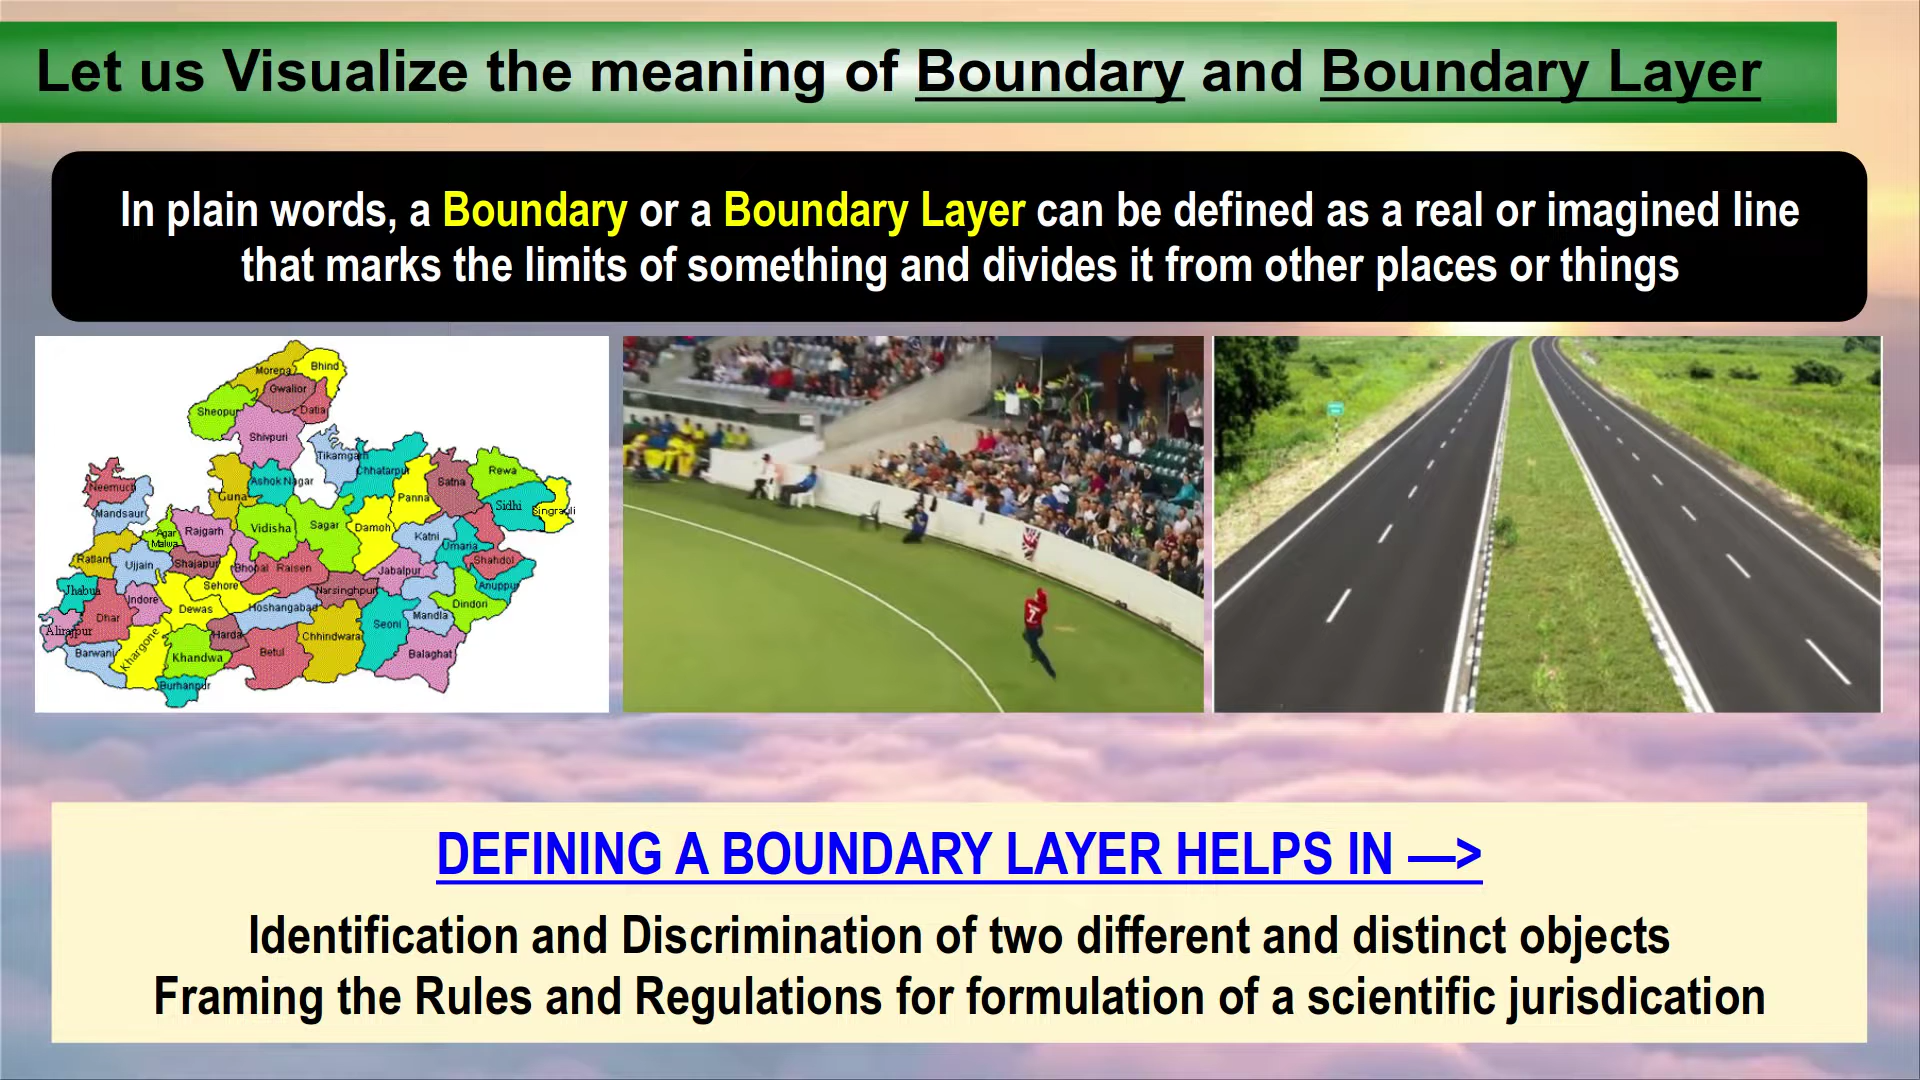 Let us Visualize the meaning of Boundary and Boundary Layer
In plain words, a Boundary or a Boundary Layer can be defined as a real or imagined line
that marks the limits of something and divides it from other places or things
Morena
Bhind
Gwalior
Sheopur
Datia
Shivpuri
Tikamgarh
Chhatarpur
Rewa
Neemuch
Guna
Ashok Nagar
Panna
Satna
Sidhi
Singrauli
Mandsaur
Agar
Malwa
Rajgarh
Vidisha
Sagar
Damoh
Katni
Umaria
Ratlam
Ujjain
Shajapur
Bhopal
Raisen
Jabalpur
Shahdol
Jhabua
Indore
Sehore
Narsinghpur
Anuppur
Dhar
Dewas
Hoshangabad
Mandla
Dindori
Alirajpur
Khargone
Harda
Chhindwara
Seoni
Barwani
Khandwa
Betul
Balaghat
Burhanpur
7
DEFINING A BOUNDARY LAYER HELPS IN —>
Identification and Discrimination of two different and distinct objects
Framing the Rules and Regulations for formulation of a scientific jurisdication